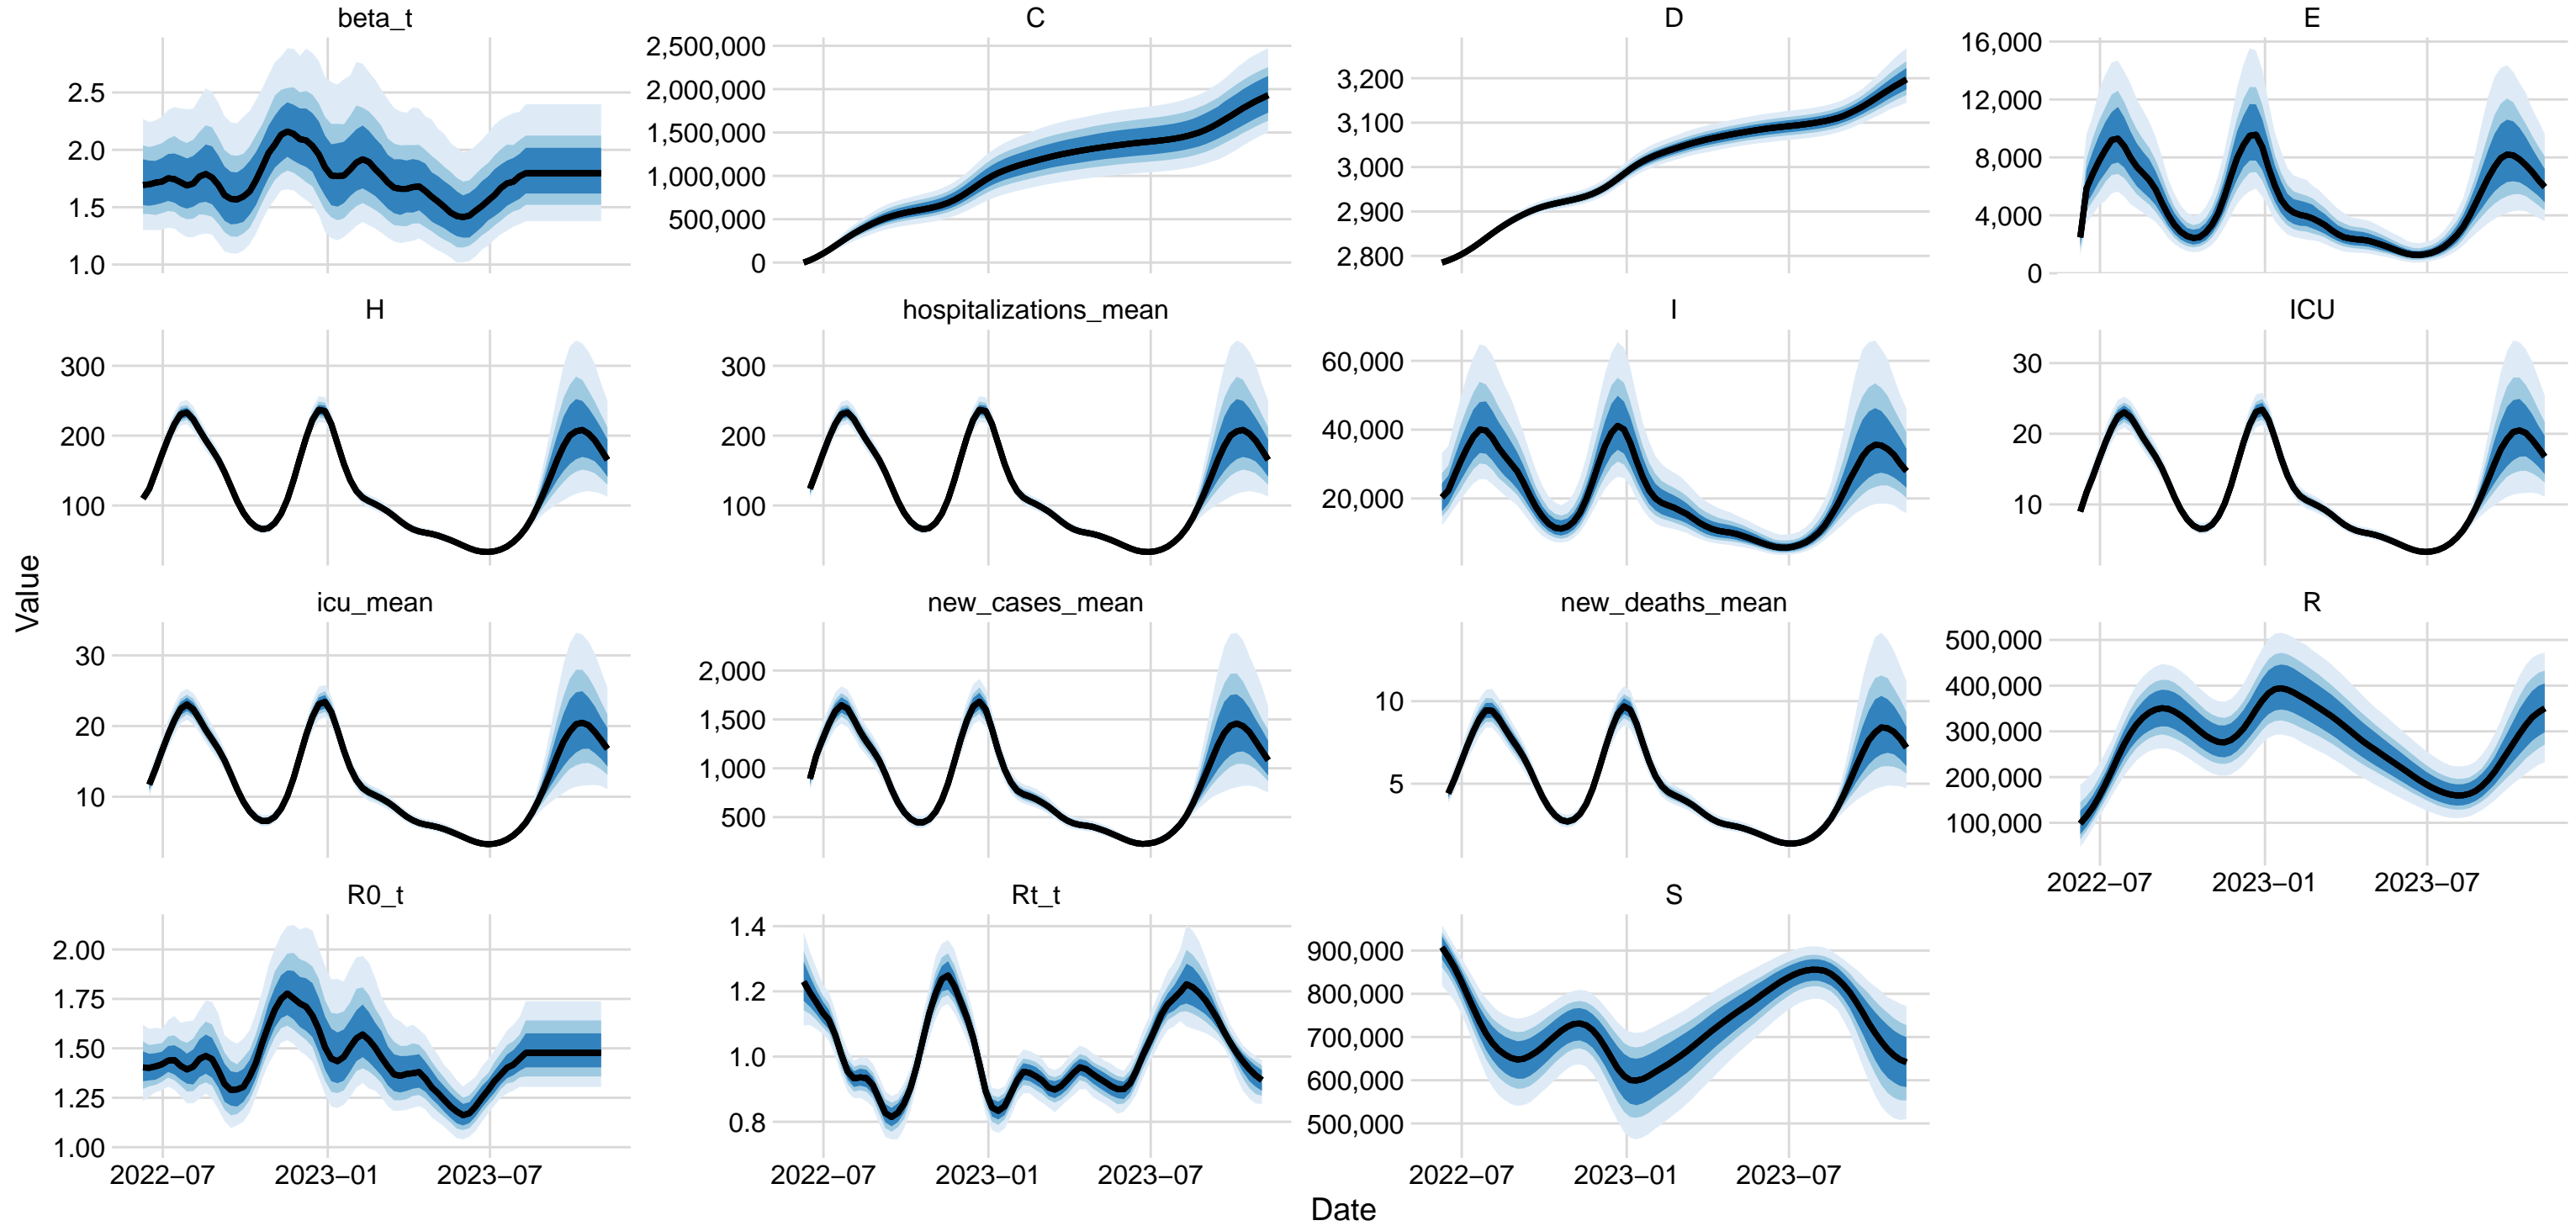 beta_t
C
D
E
2.5
2.0
1.5
1.0
2,500,000
2,000,000
1,500,000
1,000,000
500,000
0
3,200
3,100
3,000
2,900
2,800
16,000
12,000
8,000
4,000
0
H
hospitalizations_mean
I
ICU
300
200
100
300
200
100
60,000
40,000
20,000
30
20
10
Value
icu_mean
new_cases_mean
new_deaths_mean
R
30
20
10
2,000
1,500
1,000
500
10
5
500,000
400,000
300,000
200,000
100,000
2022−07 2023−01 2023−07
R0_t
Rt_t
S
2.00
1.75
1.50
1.25
1.00
1.4
1.2
1.0
0.8
900,000
800,000
700,000
600,000
500,000
2022−07 2023−01 2023−07
2022−07 2023−01 2023−07
2022−07 2023−01 2023−07
Date